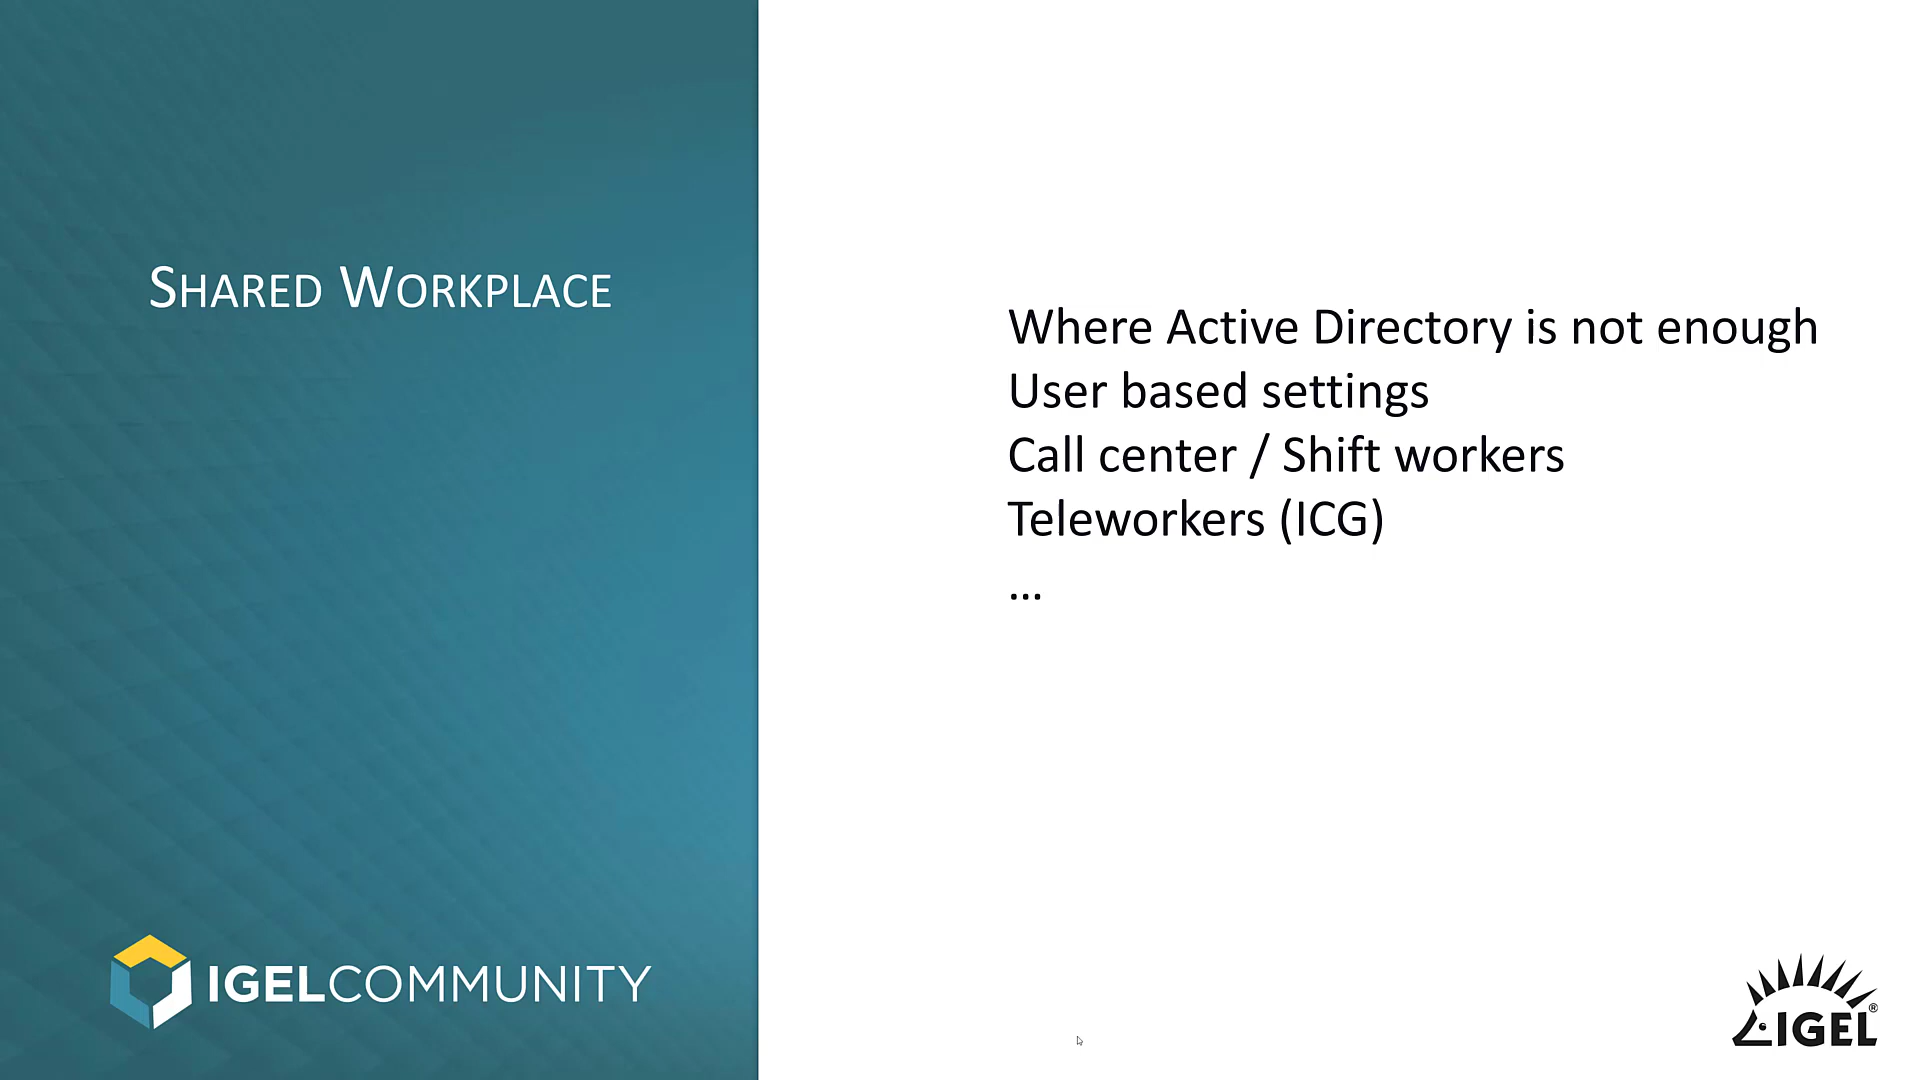 Shared Workplace
Where Active Directory is not enough
User based settings
Call center / Shift workers
Teleworkers (ICG)
...
IGELCOMMUNITY
IGEL®